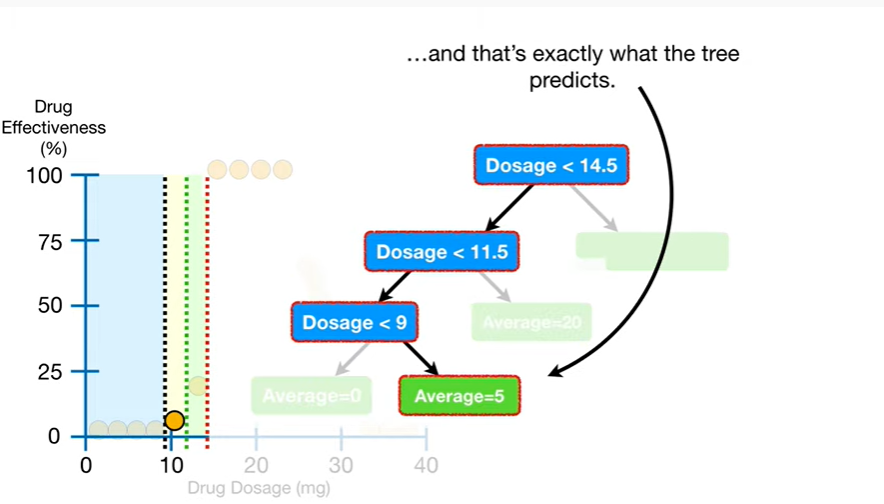 …and that's exactly what the tree
predicts.
Drug
Effectiveness
(%)
100
75
50
25
0
0
10
20
30
40
Drug Dosage (mg)
Dosage < 14.5
Dosage < 11.5
Dosage < 9
Average=20
Average=0
Average=5